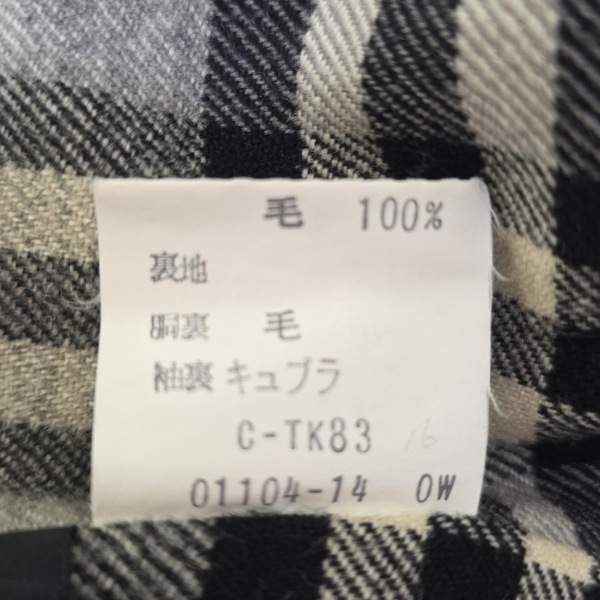 毛 100%
裏地
胴裏 毛
袖裏 キュプラ
C-TK83 16
01104-14 0W